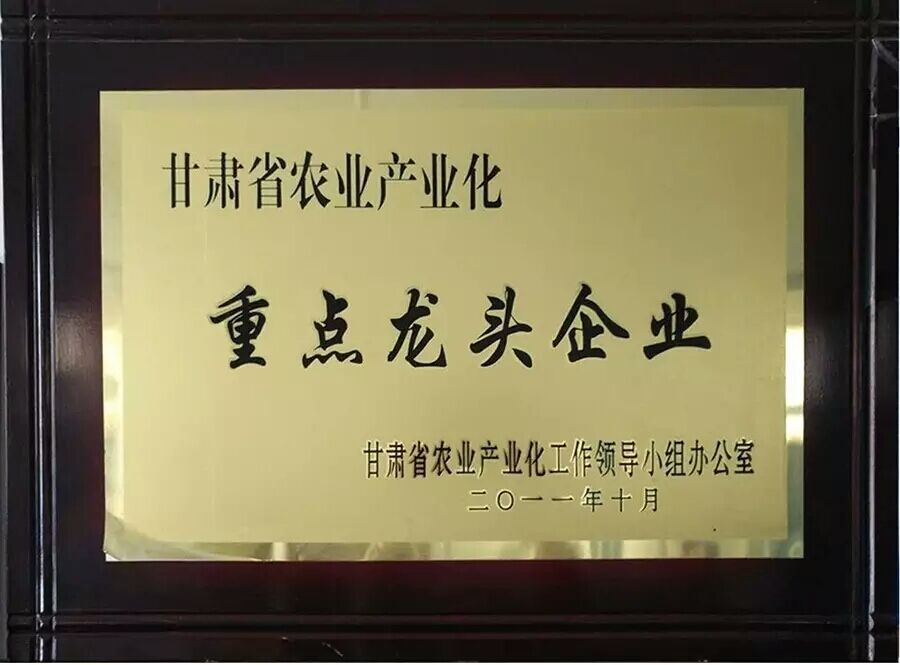 甘肃省农业产业化
重点龙头企业
甘肃省农业产业化工作领导小组办公室
二〇一一年十月